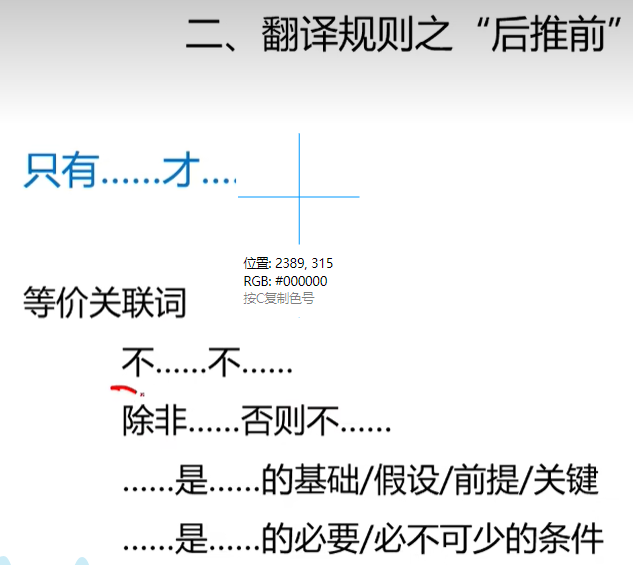 二、翻译规则之“后推前”
只有……才….
位置: 2389, 315
RGB: #000000
按C复制色号
等价关联词
不……不……
除非……否则不……
……是……的基础/假设/前提/关键
……是……的必要/必不可少的条件